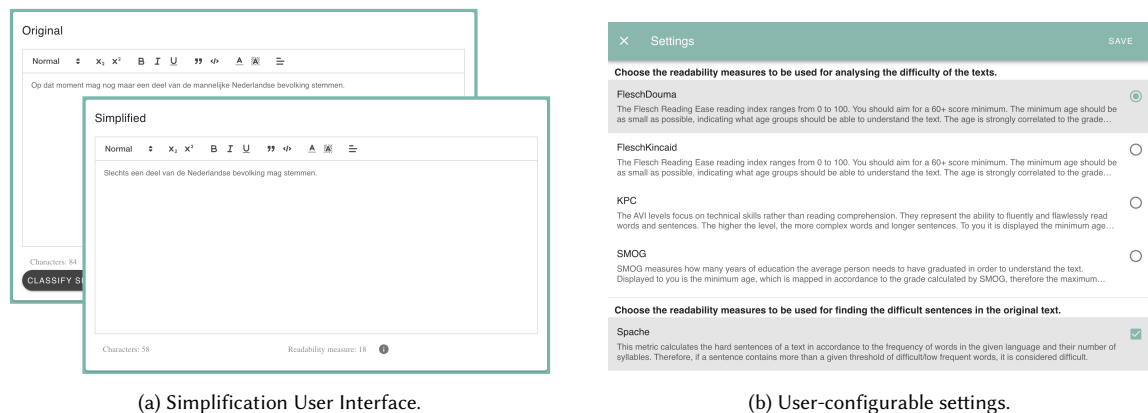 Original
Normal X₂ X² B I U ” </> A A
Op dat moment mag nog maar een deel van de mannelijke Nederlandse bevolking stemmen.
Characters: 84
CLASSIFY
Simplified
Normal X₂ X² B I U ” </> A A
Slechts een deel van de Nederlandse bevolking mag stemmen.
Characters: 58 Readability measure: 18
(a) Simplification User Interface.
Settings SAVE
Choose the readability measures to be used for analysing the difficulty of the texts.
FleschDouma
The Flesch Reading Ease reading index ranges from 0 to 100. You should aim for a 60+ score minimum. The minimum age should be
as small as possible, indicating what age groups should be able to understand the text. The age is strongly correlated to the grade...
FleschKincaid
The Flesch Reading Ease reading index ranges from 0 to 100. You should aim for a 60+ score minimum. The minimum age should be
as small as possible, indicating what age groups should be able to understand the text. The age is strongly correlated to the grade...
KPC
The AVI levels focus on technical skills rather than reading comprehension. They represent the ability to fluently and flawlessly read
words and sentences. The higher the level, the more complex words and longer sentences. To you it is displayed the minimum age...
SMOG
SMOG measures how many years of education the average person needs to have graduated in order to understand the text.
Displayed to you is the minimum age, which is mapped in accordance to the grade calculated by SMOG, therefore the maximum...
Choose the readability measures to be used for finding the difficult sentences in the original text.
Spache
This metric calculates the hard sentences of a text in accordance to the frequency of words in the given language and their number of
syllables. Therefore, if a sentence contains more than a given threshold of difficult/low frequent words, it is considered difficult.
(b) User-configurable settings.